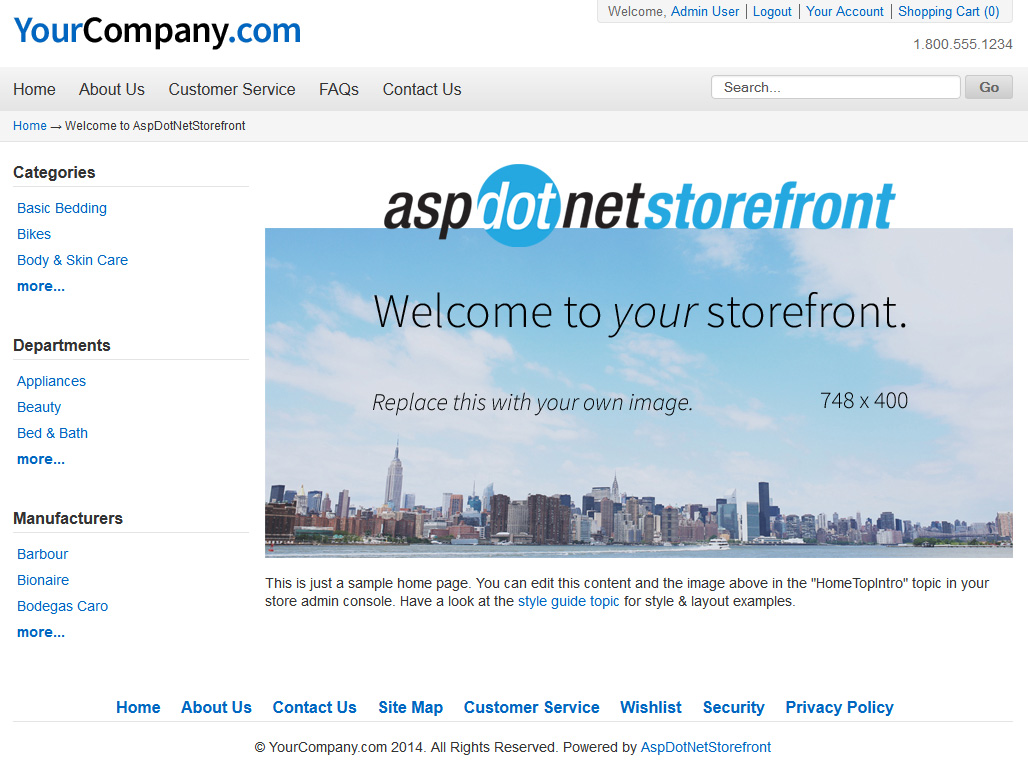 YourCompany.com
Welcome, Admin User | Logout | Your Account | Shopping Cart (0)
1.800.555.1234
Home About Us Customer Service FAQs Contact Us Search... Go
Home → Welcome to AspDotNetStorefront
Categories
Basic Bedding
Bikes
Body & Skin Care
more...
Departments
Appliances
Beauty
Bed & Bath
more...
Manufacturers
Barbour
Bionaire
Bodegas Caro
more...
aspdotnetstorefront
Welcome to your storefront.
Replace this with your own image. 748 x 400
This is just a sample home page. You can edit this content and the image above in the "HomeTopIntro" topic in your
store admin console. Have a look at the style guide topic for style & layout examples.
Home About Us Contact Us Site Map Customer Service Wishlist Security Privacy Policy
© YourCompany.com 2014. All Rights Reserved. Powered by AspDotNetStorefront